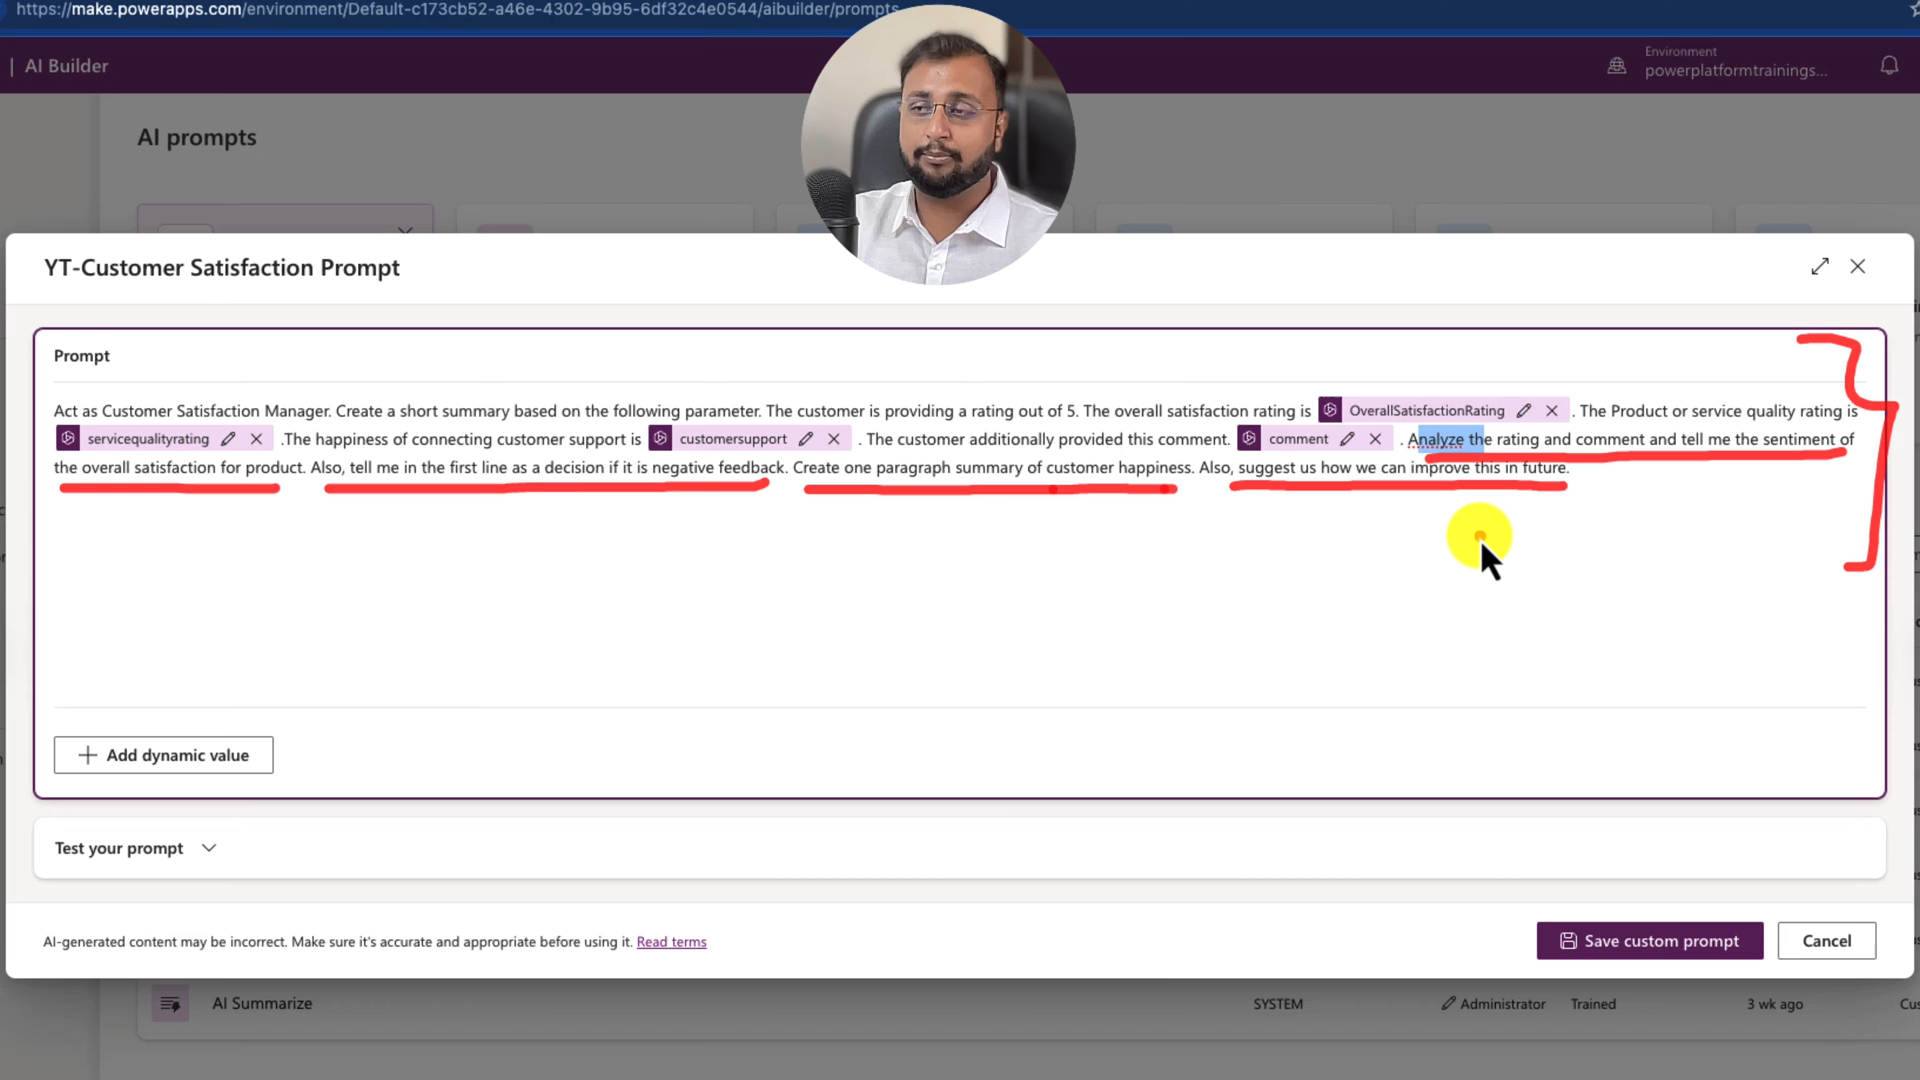 https://make.powerapps.com/environment/Default-c173cb52-a46e-4302-9b95-6df32c4e0544/aibuilder/prompts
| AI Builder
Environment
powerplatformtrainings...
AI prompts
YT-Customer Satisfaction Prompt
Prompt
Act as Customer Satisfaction Manager. Create a short summary based on the following parameter. The customer is providing a rating out of 5. The overall satisfaction rating is OverallSatisfactionRating . The Product or service quality rating is
servicequalityrating .The happiness of connecting customer support is customersupport . The customer additionally provided this comment. comment . Analyze the rating and comment and tell me the sentiment of
the overall satisfaction for product. Also, tell me in the first line as a decision if it is negative feedback. Create one paragraph summary of customer happiness. Also, suggest us how we can improve this in future.
Add dynamic value
Test your prompt
AI-generated content may be incorrect. Make sure it's accurate and appropriate before using it. Read terms
Save custom prompt
Cancel
AI Summarize SYSTEM Administrator Trained 3 wk ago